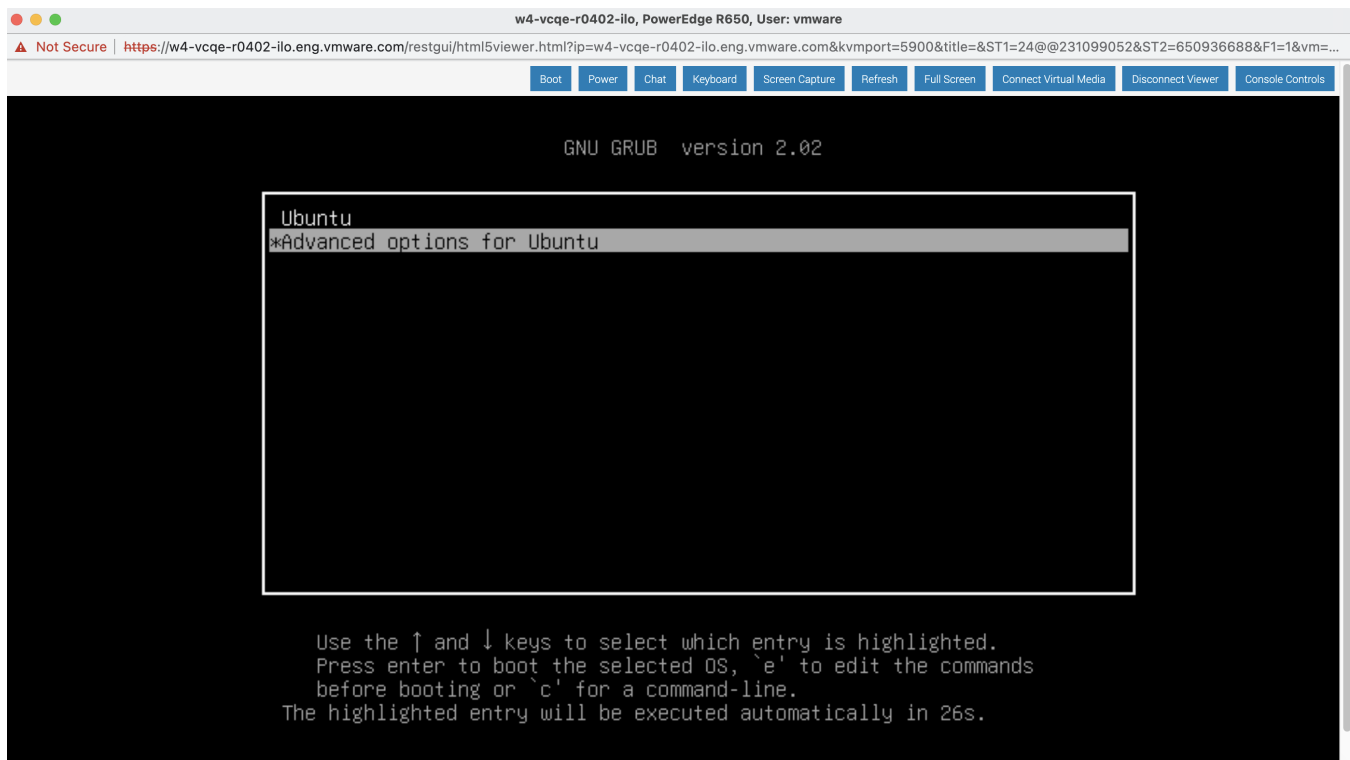 w4-vcqe-r0402-ilo, PowerEdge R650, User: vmware
Not Secure | https://w4-vcqe-r0402-ilo.eng.vmware.com/restgui/html5viewer.html?ip=w4-vcqe-r0402-ilo.eng.vmware.com&kvmport=5900&title=&ST1=24@@231099052&ST2=650936688&F1=1&vm=...
Boot Power Chat Keyboard Screen Capture Refresh Full Screen Connect Virtual Media Disconnect Viewer Console Controls
GNU GRUB version 2.02
Ubuntu
*Advanced options for Ubuntu
Use the ↑ and ↓ keys to select which entry is highlighted.
Press enter to boot the selected OS, `e' to edit the commands
before booting or `c' for a command-line.
The highlighted entry will be executed automatically in 26s.